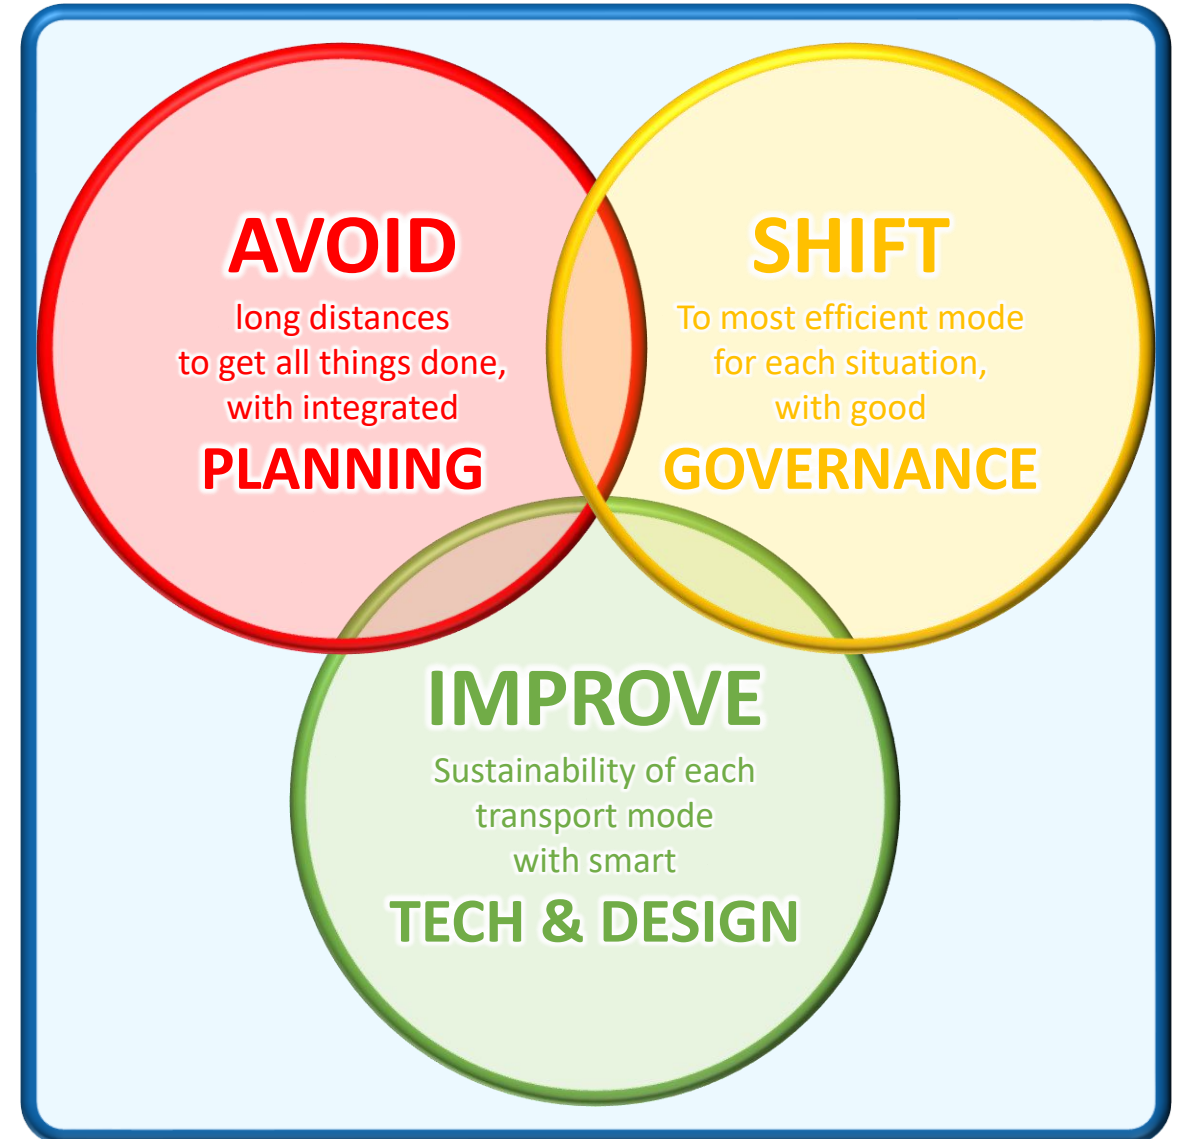 AVOID
long distances
to get all things done,
with integrated
PLANNING
SHIFT
To most efficient mode
for each situation,
with good
GOVERNANCE
IMPROVE
Sustainability of each
transport mode
with smart
TECH & DESIGN